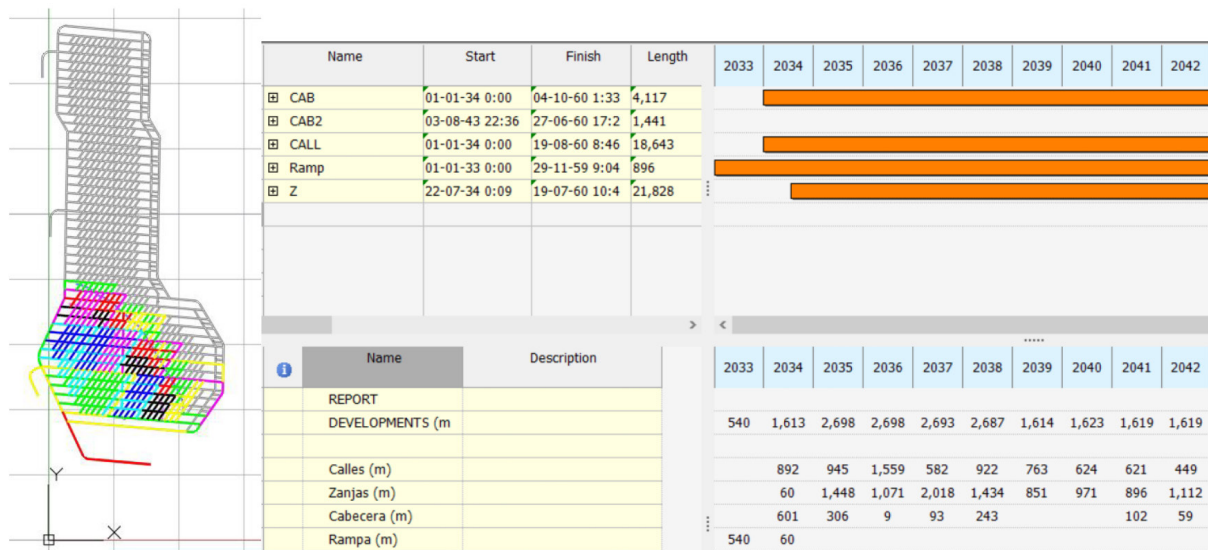 Name Start Finish Length 2033 2034 2035 2036 2037 2038 2039 2040 2041 2042
CAB 01-01-34 0:00 04-10-60 1:33 4,117
CAB2 03-08-43 22:36 27-06-60 17:2 1,441
CALL 01-01-34 0:00 19-08-60 8:46 18,643
Ramp 01-01-33 0:00 29-11-59 9:04 896
Z 22-07-34 0:09 19-07-60 10:4 21,828
Name Description 2033 2034 2035 2036 2037 2038 2039 2040 2041 2042
REPORT
DEVELOPMENTS (m 540 1,613 2,698 2,698 2,693 2,687 1,614 1,623 1,619 1,619
Calles (m) 892 945 1,559 582 922 763 624 621 449
Zanjas (m) 60 1,448 1,071 2,018 1,434 851 971 896 1,112
Cabecera (m) 601 306 9 93 243 102 59
Rampa (m) 540 60
Y
X